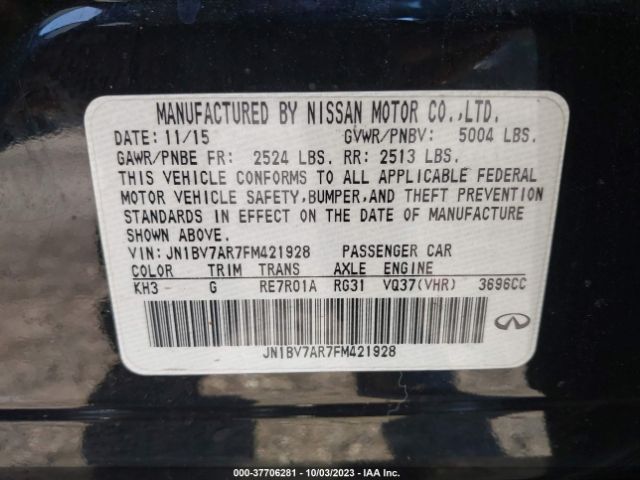 MANUFACTURED BY NISSAN MOTOR CO.,LTD.
DATE: 11/15 GVWR/PNBV: 5004 LBS.
GAWR/PNBE FR: 2524 LBS. RR: 2513 LBS.
THIS VEHICLE CONFORMS TO ALL APPLICABLE FEDERAL
MOTOR VEHICLE SAFETY,BUMPER,AND THEFT PREVENTION
STANDARDS IN EFFECT ON THE DATE OF MANUFACTURE
SHOWN ABOVE.
VIN: JN1BV7AR7FM421928 PASSENGER CAR
COLOR TRIM TRANS AXLE ENGINE
KH3 - G RE7R01A RG31 VQ37(VHR) 3696CC
JN1BV7AR7FM421928
000-37706281 - 10/03/2023 - IAA Inc.